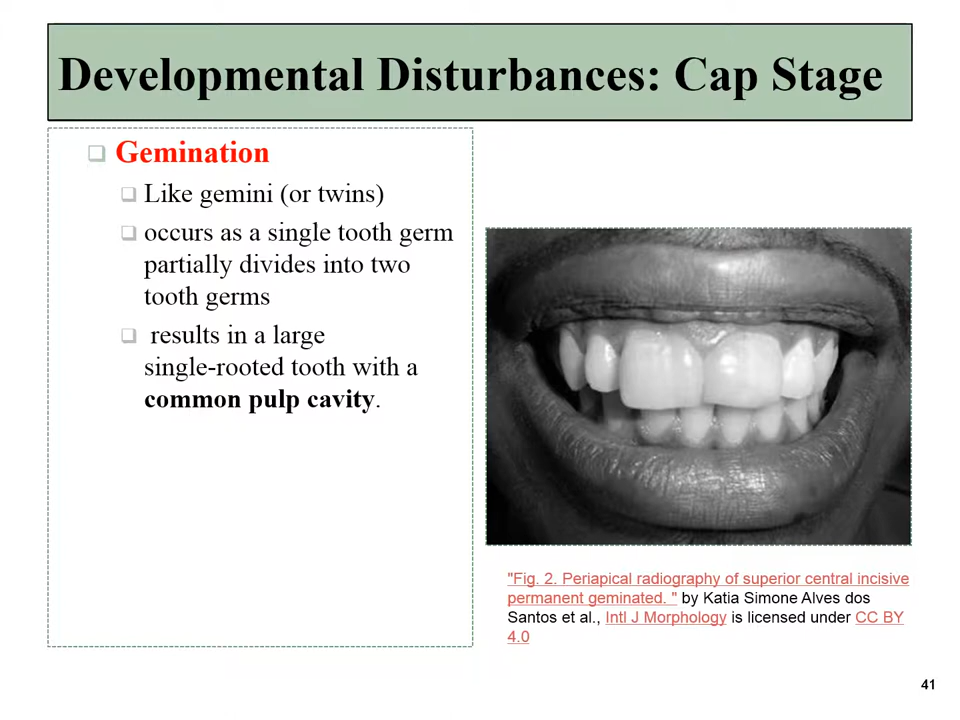 Developmental Disturbances: Cap Stage
Gemination
Like gemini (or twins)
occurs as a single tooth germ
partially divides into two
tooth germs
results in a large
single-rooted tooth with a
common pulp cavity.
"Fig. 2. Periapical radiography of superior central incisive
permanent geminated. " by Katia Simone Alves dos
Santos et al., Intl J Morphology is licensed under CC BY
4.0
41